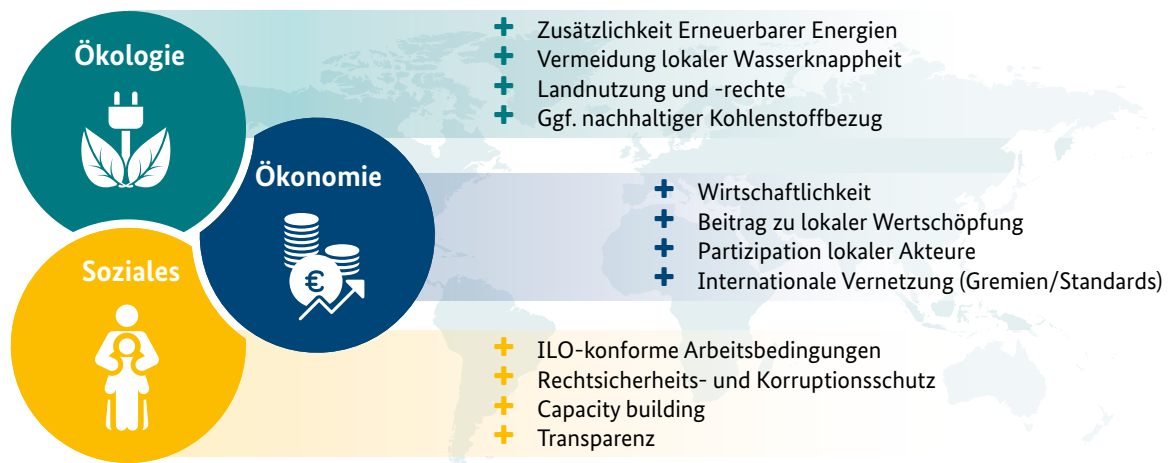 Ökologie
+ Zusätzlichkeit Erneuerbarer Energien
+ Vermeidung lokaler Wasserknappheit
+ Landnutzung und -rechte
+ Ggf. nachhaltiger Kohlenstoffbezug
Ökonomie
€
+ Wirtschaftlichkeit
+ Beitrag zu lokaler Wertschöpfung
+ Partizipation lokaler Akteure
+ Internationale Vernetzung (Gremien/Standards)
Soziales
+ ILO-konforme Arbeitsbedingungen
+ Rechtsicherheits- und Korruptionsschutz
+ Capacity building
+ Transparenz